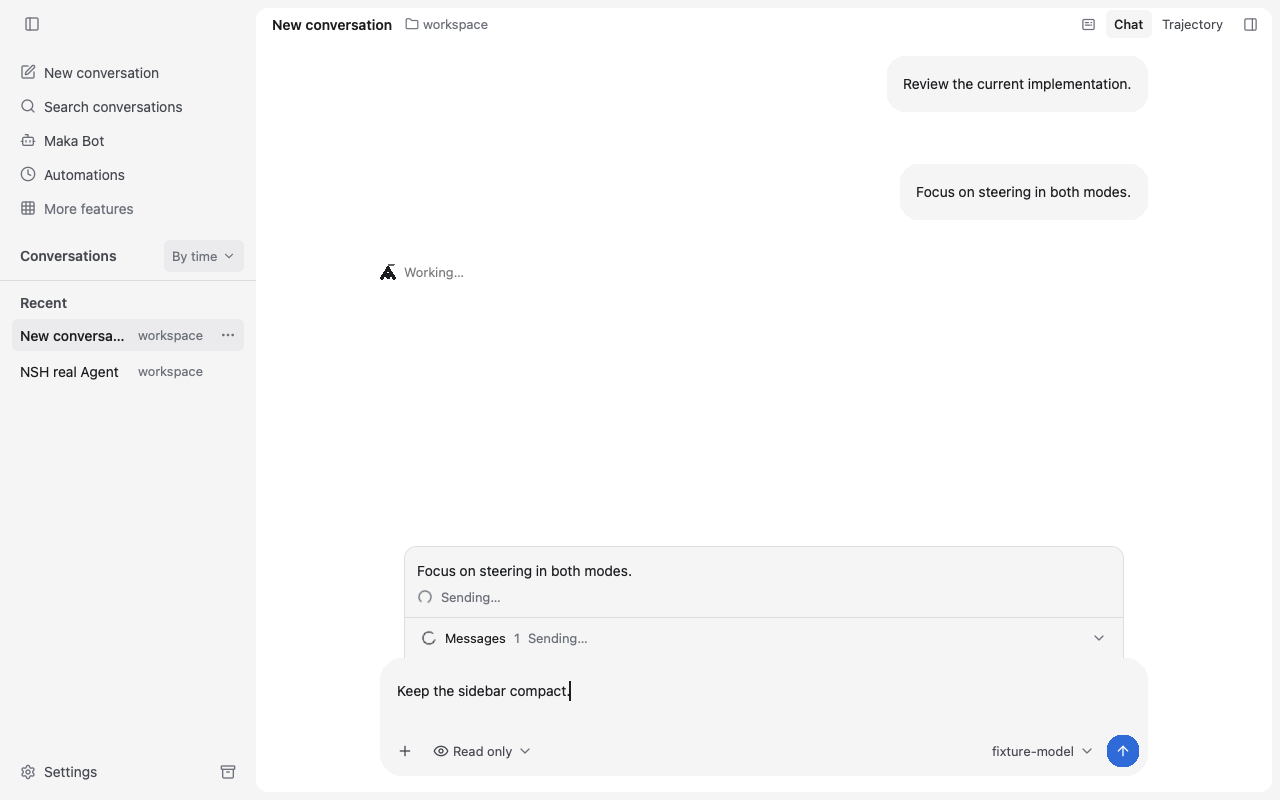 New conversation
workspace
Chat
Trajectory
New conversation
Search conversations
Maka Bot
Automations
More features
Conversations
By time
Recent
New conversa...
workspace
NSH real Agent
workspace
Settings
Review the current implementation.
Focus on steering in both modes.
Working...
Focus on steering in both modes.
Sending...
Messages 1 Sending...
Keep the sidebar compact.
Read only
fixture-model